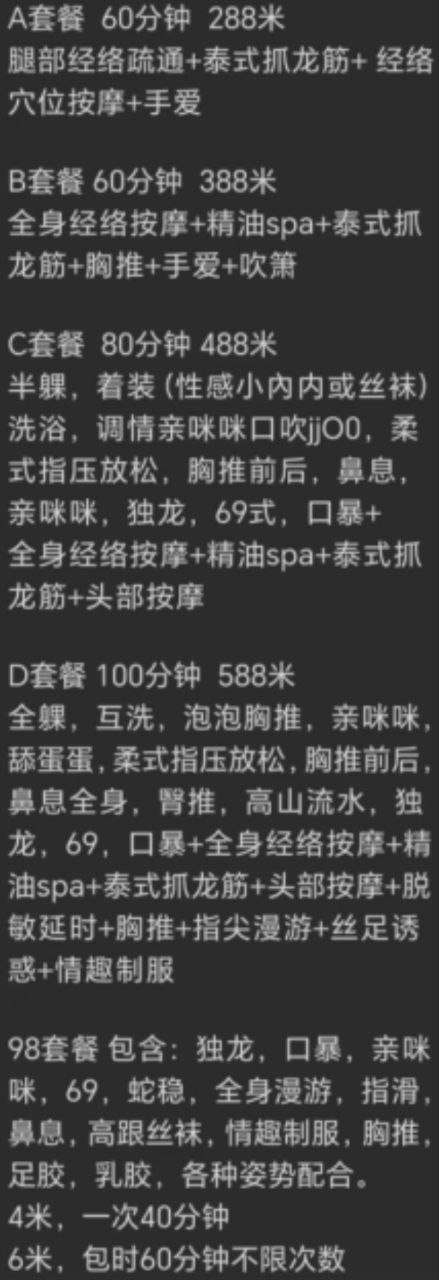 A套餐 60分钟 288米
腿部经络疏通+泰式抓龙筋+ 经络
穴位按摩+手爱
B套餐 60分钟 388米
全身经络按摩+精油spa+泰式抓
龙筋+胸推+手爱+吹箫
C套餐 80分钟 488米
半躶，着装（性感小内内或丝袜）
洗浴，调情亲咪咪口吹jjO0，柔
式指压放松，胸推前后，鼻息，
亲咪咪，独龙，69式，口暴+
全身经络按摩+精油spa+泰式抓
龙筋+头部按摩
D套餐 100分钟 588米
全躶，互洗，泡泡胸推，亲咪咪，
舔蛋蛋，柔式指压放松，胸推前后，
鼻息全身，臀推，高山流水，独
龙，69，口暴+全身经络按摩+精
油spa+泰式抓龙筋+头部按摩+脱
敏延时+胸推+指尖漫游+丝足诱
惑+情趣制服
98套餐 包含：独龙，口暴，亲咪
咪，69，蛇稳，全身漫游，指滑，
鼻息，高跟丝袜，情趣制服，胸推，
足胶，乳胶，各种姿势配合。
4米，一次40分钟
6米，包时60分钟不限次数